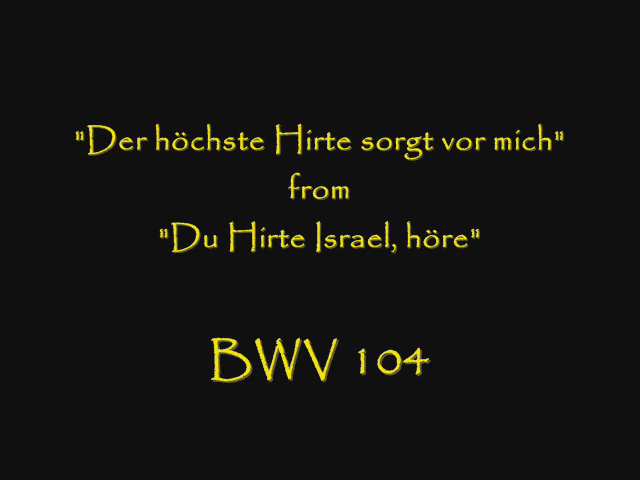 "Der höchste Hirte sorgt vor mich"
from
"Du Hirte Israel, höre"
BWV 104